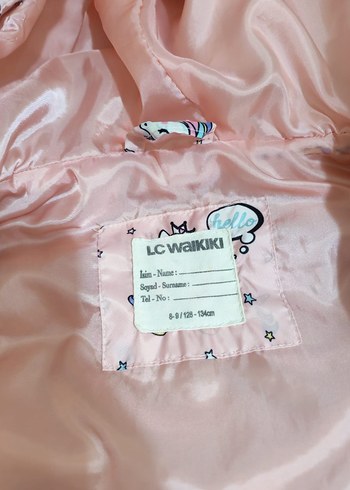 hello
LC WAIKIKI
İsim - Name :
Soyad - Surname :
Tel - No :
8-9 / 128 - 134cm